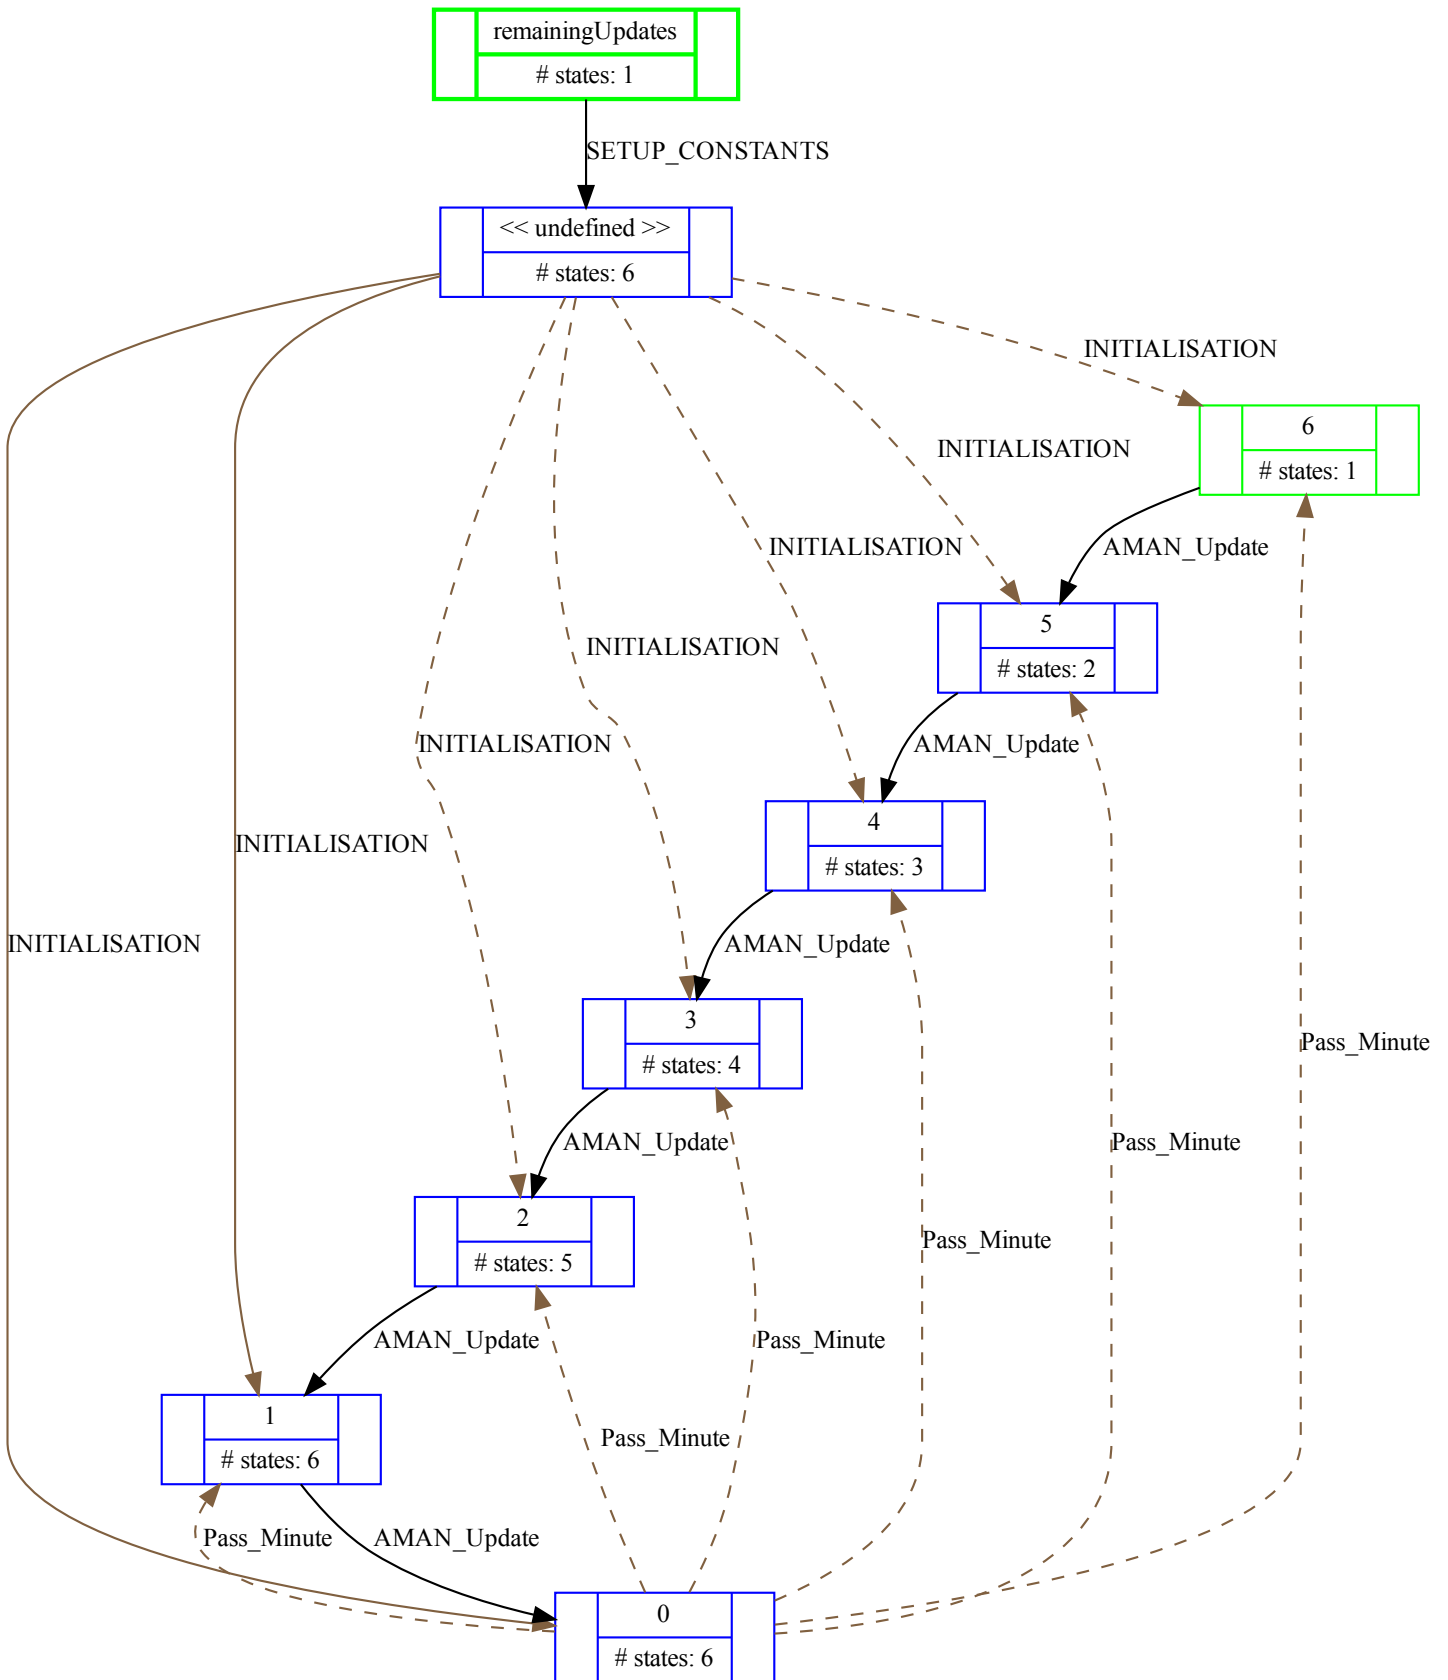 remainingUpdates
# states: 1
SETUP_CONSTANTS
<< undefined >>
# states: 6
INITIALISATION
6
# states: 1
INITIALISATION
INITIALISATION
AMAN_Update
5
# states: 2
INITIALISATION
INITIALISATION
AMAN_Update
4
# states: 3
INITIALISATION
INITIALISATION
AMAN_Update
3
# states: 4
Pass_Minute
AMAN_Update
Pass_Minute
2
# states: 5
Pass_Minute
AMAN_Update
Pass_Minute
1
# states: 6
Pass_Minute
Pass_Minute
AMAN_Update
0
# states: 6